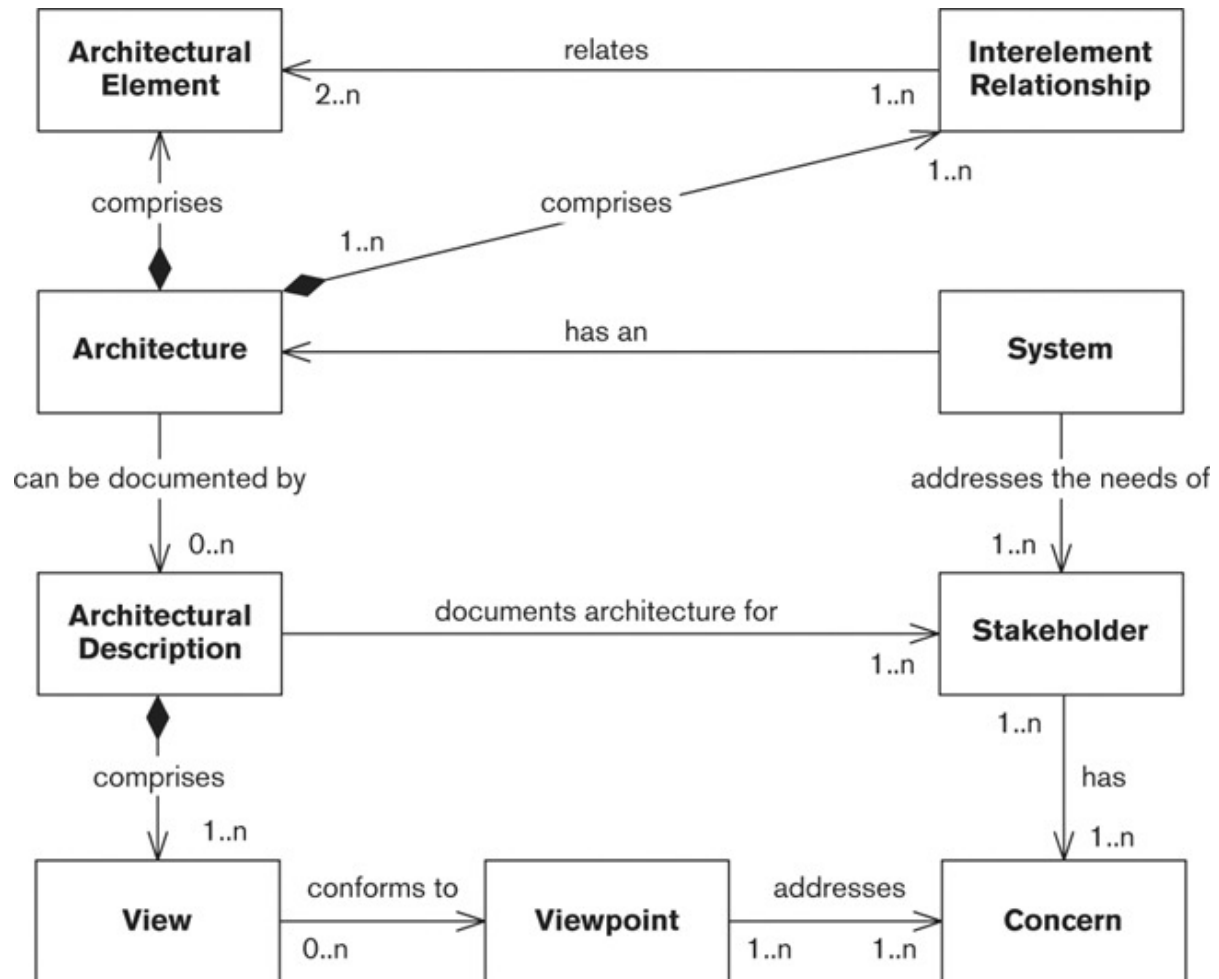 Architectural
Element
relates
Interelement
Relationship
2..n
1..n
comprises
comprises
1..n
1..n
Architecture
has an
System
can be documented by
addresses the needs of
0..n
1..n
Architectural
Description
documents architecture for
Stakeholder
1..n
1..n
comprises
has
1..n
1..n
View
conforms to
Viewpoint
addresses
Concern
0..n
1..n
1..n